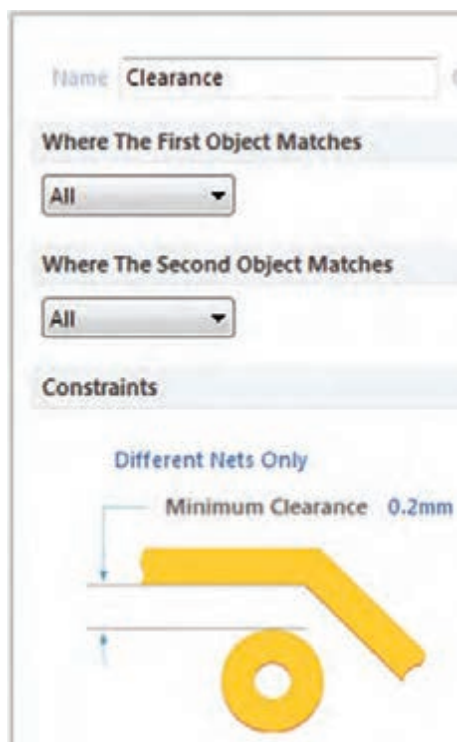 Name Clearance
Where The First Object Matches
All
Where The Second Object Matches
All
Constraints
Different Nets Only
Minimum Clearance 0.2mm